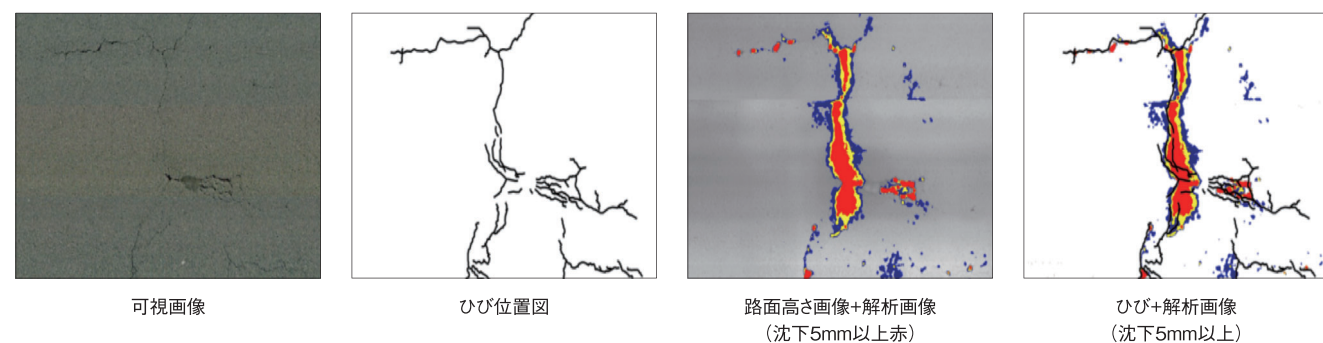 可視画像
ひび位置図
路面高さ画像+解析画像
(沈下5mm以上赤)
ひび+解析画像
(沈下5mm以上)